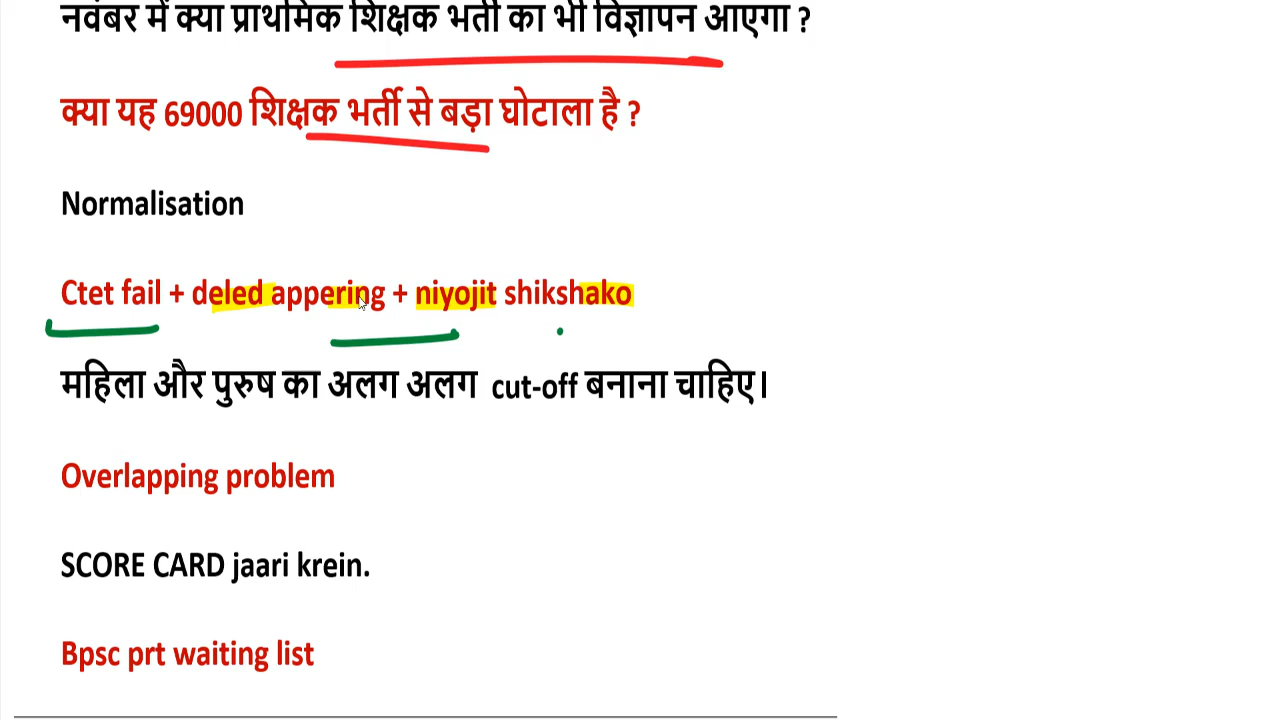 नवंबर में क्या प्राथमिक शिक्षक भर्ती का भी विज्ञापन आएगा ?
क्या यह 69000 शिक्षक भर्ती से बड़ा घोटाला है ?
Normalisation
Ctet fail + deled appering + niyojit shikshako
महिला और पुरुष का अलग अलग cut-off बनाना चाहिए।
Overlapping problem
SCORE CARD jaari krein.
Bpsc prt waiting list